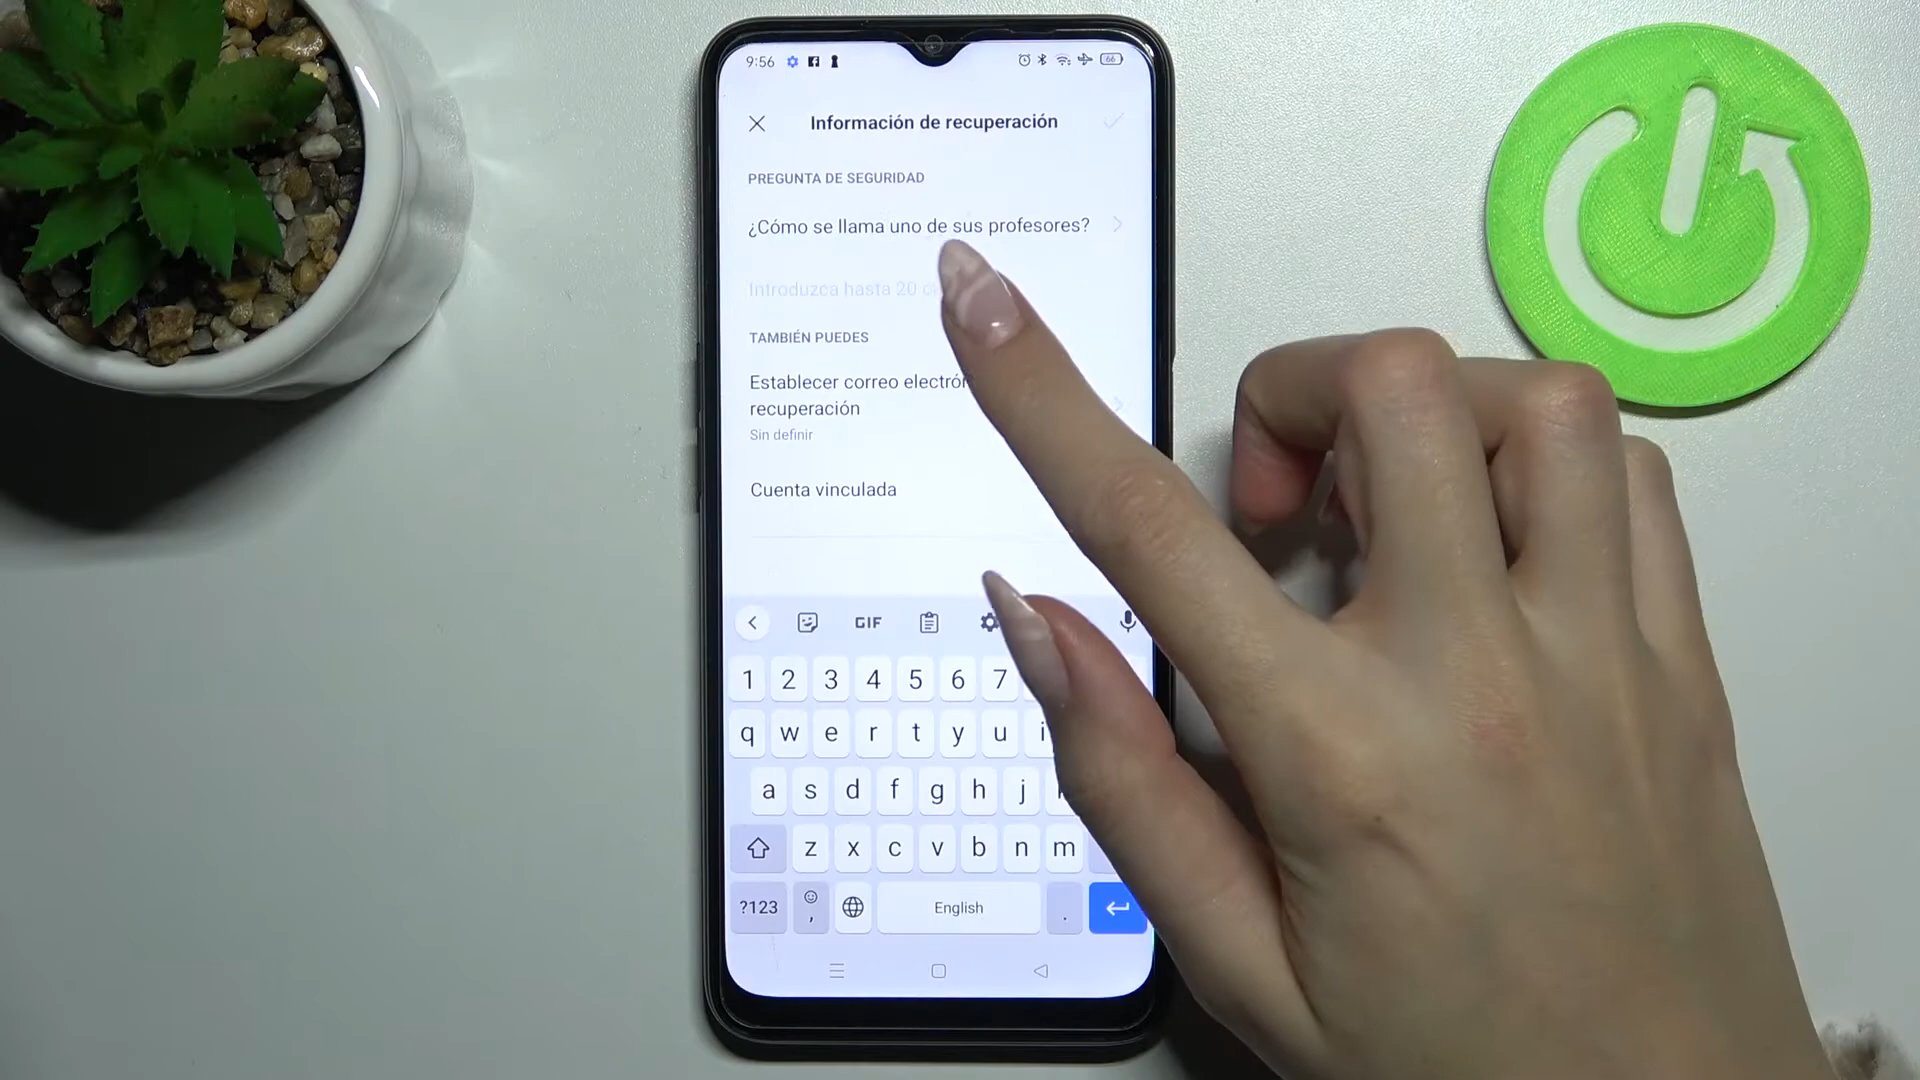 9:56
66
Información de recuperación
PREGUNTA DE SEGURIDAD
¿Cómo se llama uno de sus profesores?
Introduzca hasta 20
TAMBIÉN PUEDES
Establecer correo
recuperación
Sin definir
Cuenta vinculada
GIF
1 2 3 4 5 6 7
q w e r t y u i
a s d f g h j
z x c v b n m
?123 , English .